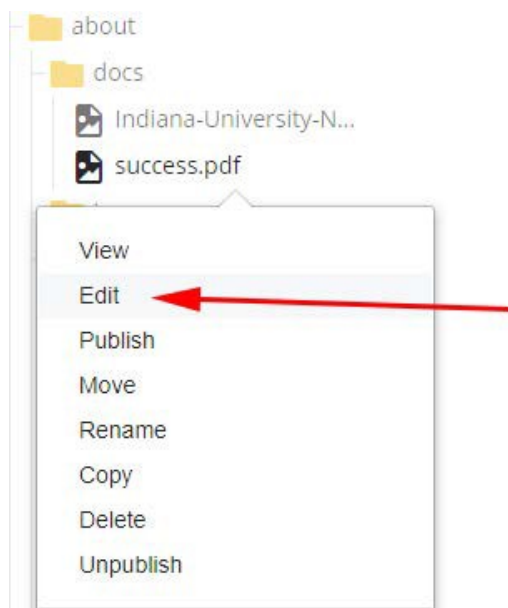 about
docs
Indiana-University-N...
success.pdf
View
Edit
Publish
Move
Rename
Copy
Delete
Unpublish